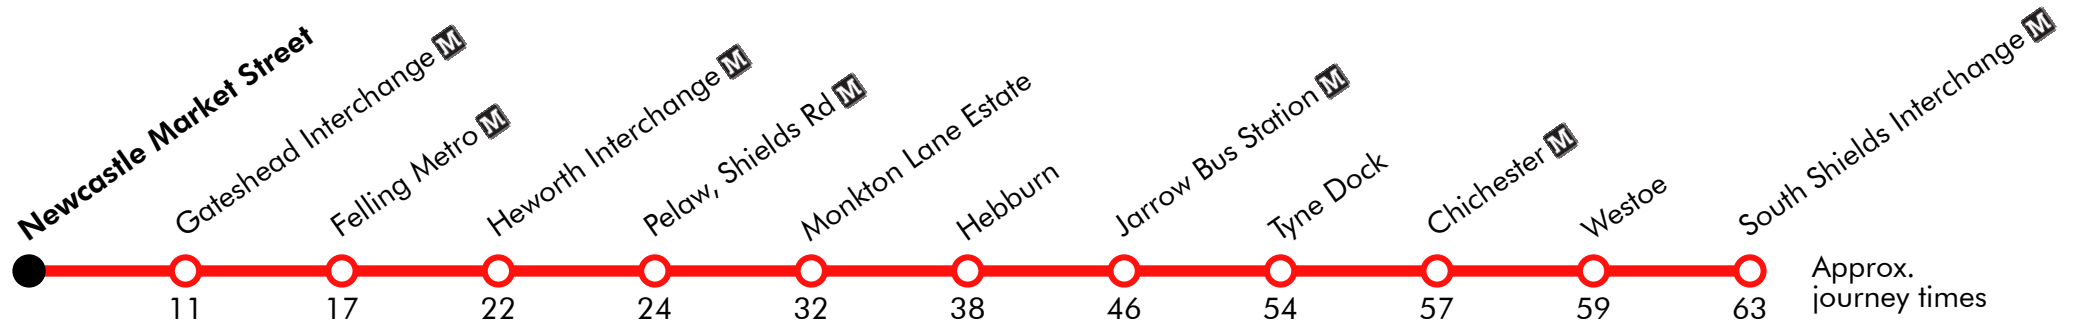 Newcastle Market Street
Gateshead Interchange M
Felling Metro M
Heworth Interchange M
Pelaw, Shields Rd M
Monkton Lane Estate
Hebburn
Jarrow Bus Station M
Tyne Dock
Chichester M
Westoe
South Shields Interchange M
11 17 22 24 32 38 46 54 57 59 63
Approx.
journey times